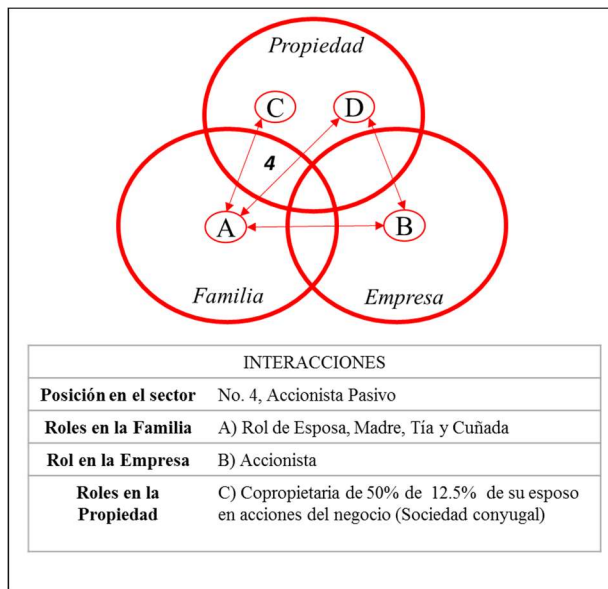 Propiedad
C
D
4
A
B
Familia
Empresa
INTERACCIONES
Posición en el sector No. 4, Accionista Pasivo
Roles en la Familia A) Rol de Esposa, Madre, Tía y Cuñada
Rol en la Empresa B) Accionista
Roles en la Propiedad C) Copropietaria de 50% de 12.5% de su esposo
en acciones del negocio (Sociedad conyugal)